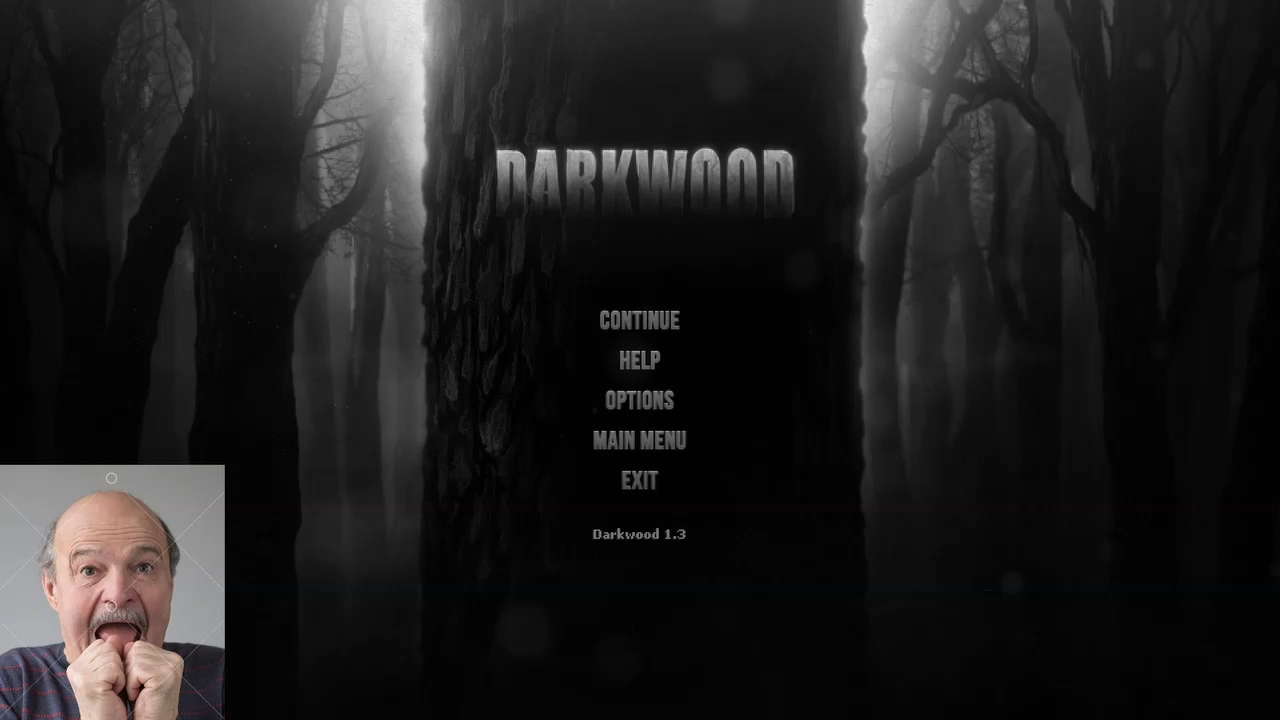 DARKWOOD
CONTINUE
HELP
OPTIONS
MAIN MENU
EXIT
Darkwood 1.3